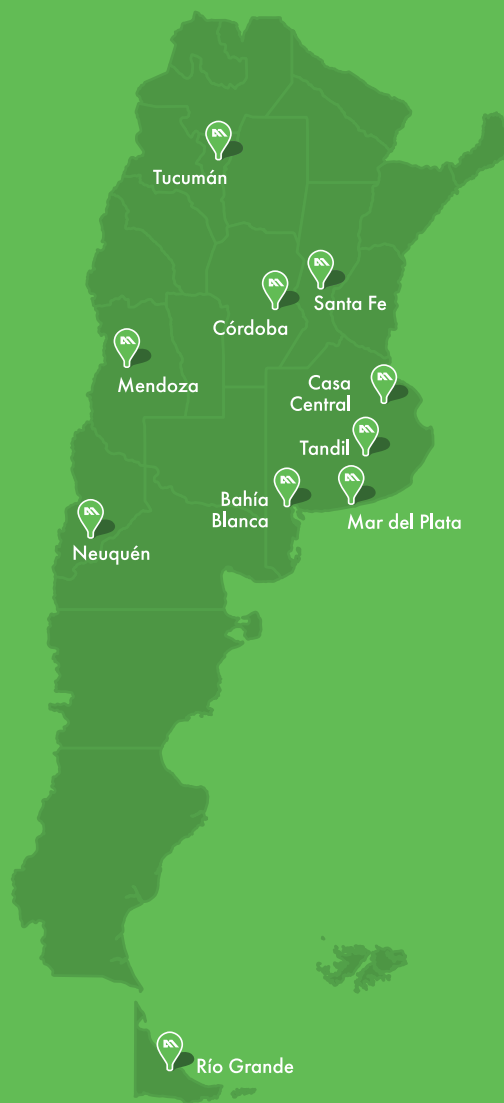 Tucumán
Santa Fe
Córdoba
Mendoza
Casa
Central
Tandil
Bahía
Blanca
Mar del Plata
Neuquén
Río Grande